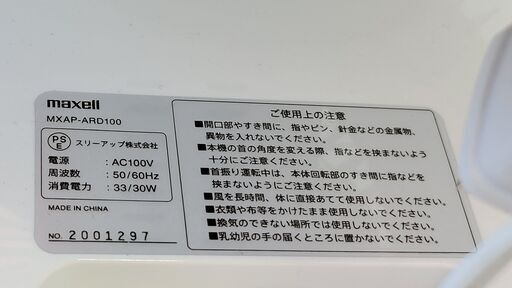 maxell
MXAP-ARD100
PS
E
スリーアップ株式会社
電源 : AC100V
周波数 : 50/60Hz
消費電力 : 33/30W
MADE IN CHINA
NO. 2001297
ご使用上の注意
■開口部やすき間に、指やピン、針金などの金属物、
異物を入れないでください。
■本機の首の角度を変える際、指などを挟まないよう
十分にご注意ください。
■首振り運転中は、本体回転部のすき間に指などを
挟まないようにご注意ください。
■風を長時間、体に直接あてて使用しないでください。
■衣類や布等をかけたまま使用しないでください。
■換気のできない場所では使用しないでください。
■乳幼児の手の届くところに置かないでください。